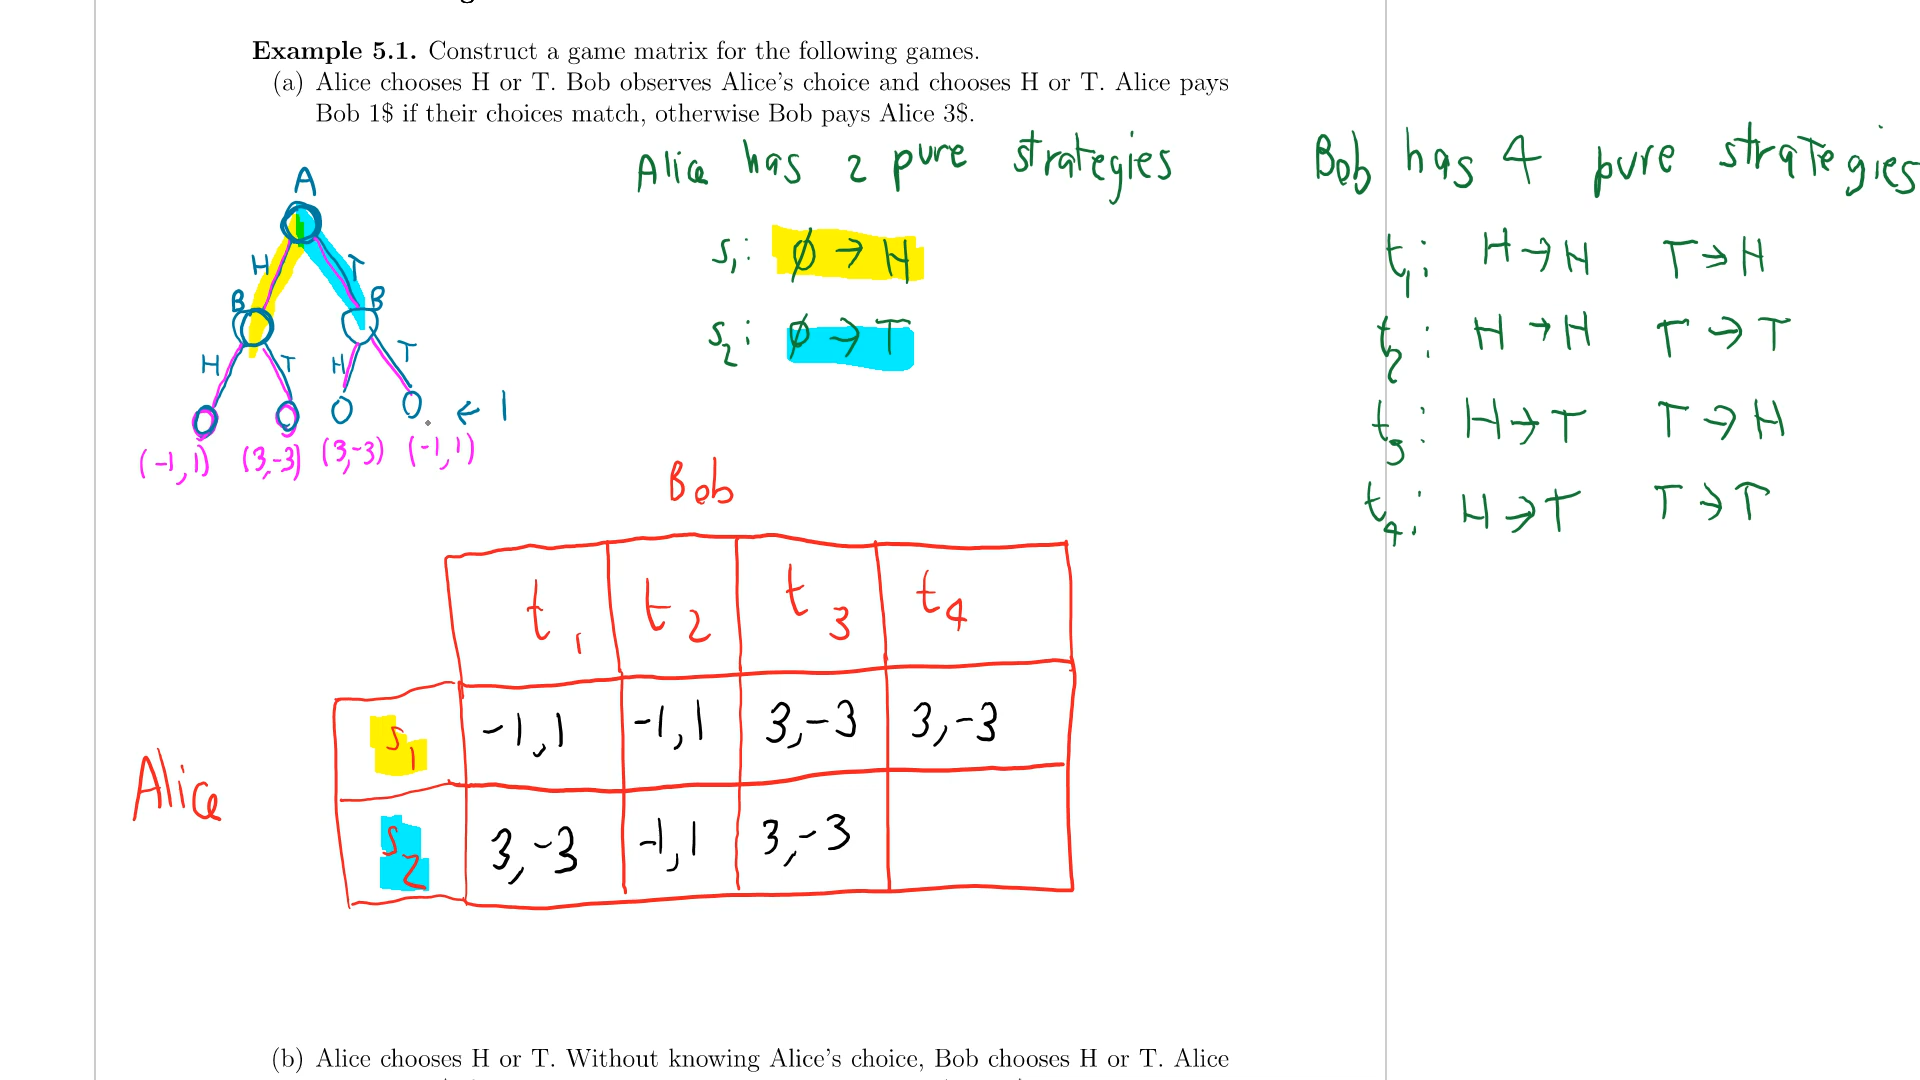 Example 5.1. Construct a game matrix for the following games.
(a) Alice chooses H or T. Bob observes Alice's choice and chooses H or T. Alice pays
Bob 1$ if their choices match, otherwise Bob pays Alice 3$.
Alice has 2 pure strategies
s₁: ∅ → H
s₂: ∅ → T
Bob has 4 pure strategies
t₁: H → H T → H
t₂: H → H T → T
t₃: H → T T → H
t₄: H → T T → T
A
H T
B B
H T H T
← 1
(-1, 1) (3,-3) (3,-3) (-1, 1)
Bob
t₁ t₂ t₃ t₄
Alice
s₁ -1, 1 -1, 1 3, -3 3, -3
s₂ 3, -3 -1, 1 3, -3
(b) Alice chooses H or T. Without knowing Alice's choice, Bob chooses H or T. Alice